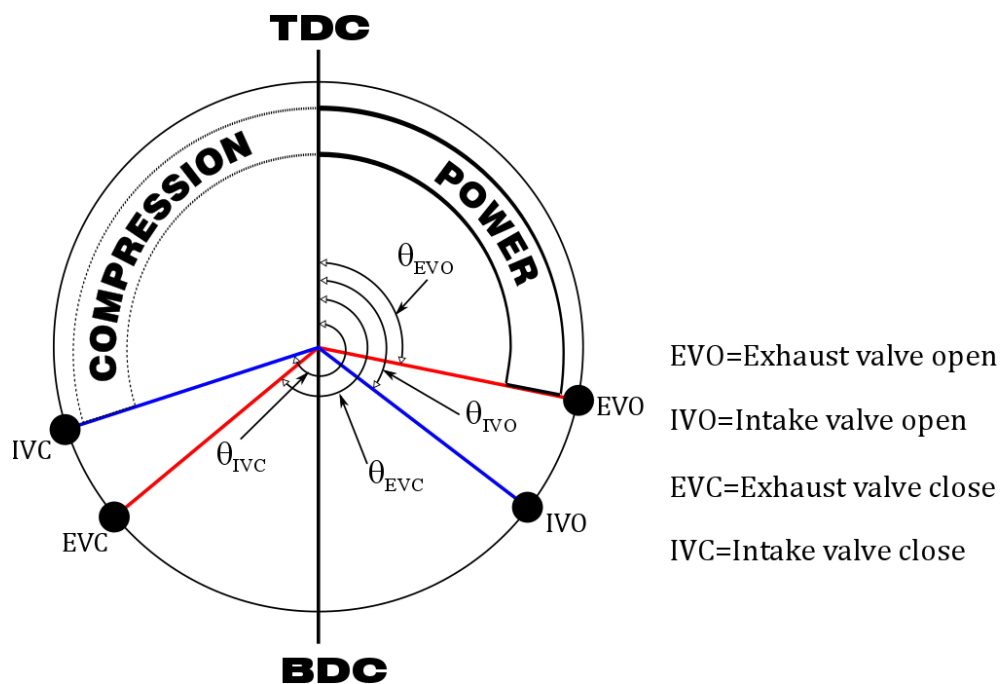 TDC
COMPRESSION
POWER
θEVO
EVO=Exhaust valve open
EVO
IVO=Intake valve open
θIVO
IVC
θIVC
θEVC
EVC=Exhaust valve close
IVO
EVC
IVC=Intake valve close
BDC